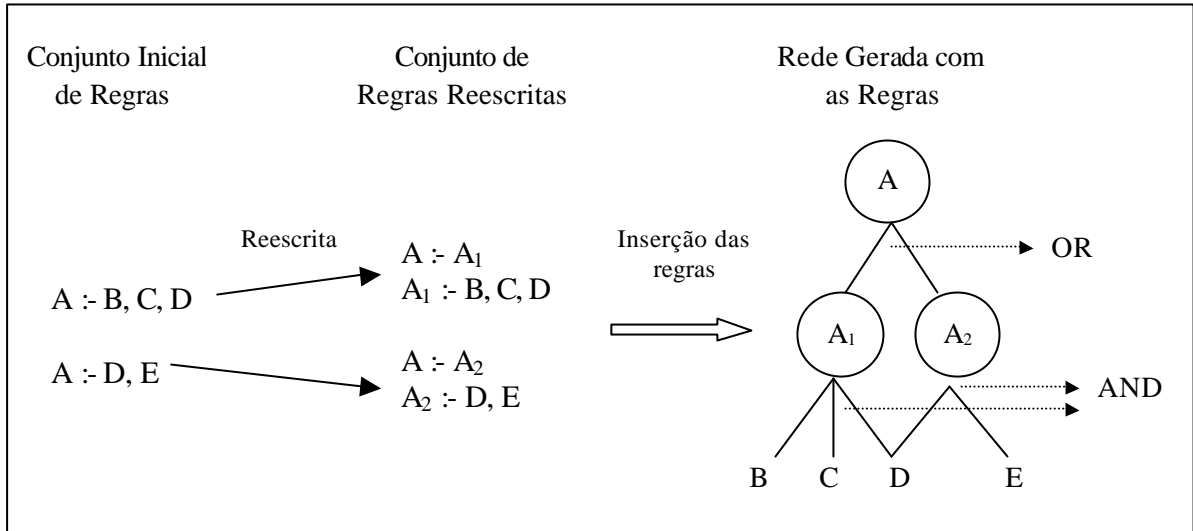 Conjunto Inicial
de Regras
Conjunto de
Regras Reescritas
Rede Gerada com
as Regras
Reescrita
A :- B, C, D
A :- D, E
A :- A₁
A₁ :- B, C, D
A :- A₂
A₂ :- D, E
Inserção das
regras
A
OR
A₁
A₂
AND
B
C
D
E